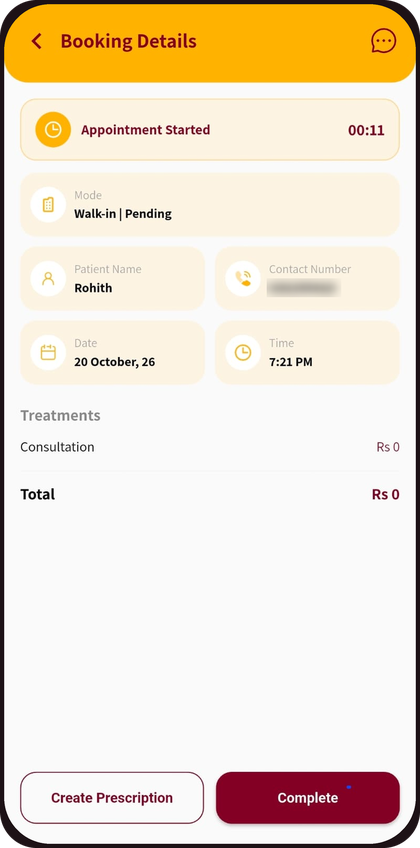 Booking Details
Appointment Started 00:11
Mode
Walk-in | Pending
Patient Name
Rohith
Contact Number
Date
20 October, 26
Time
7:21 PM
Treatments
Consultation Rs 0
Total Rs 0
Create Prescription
Complete